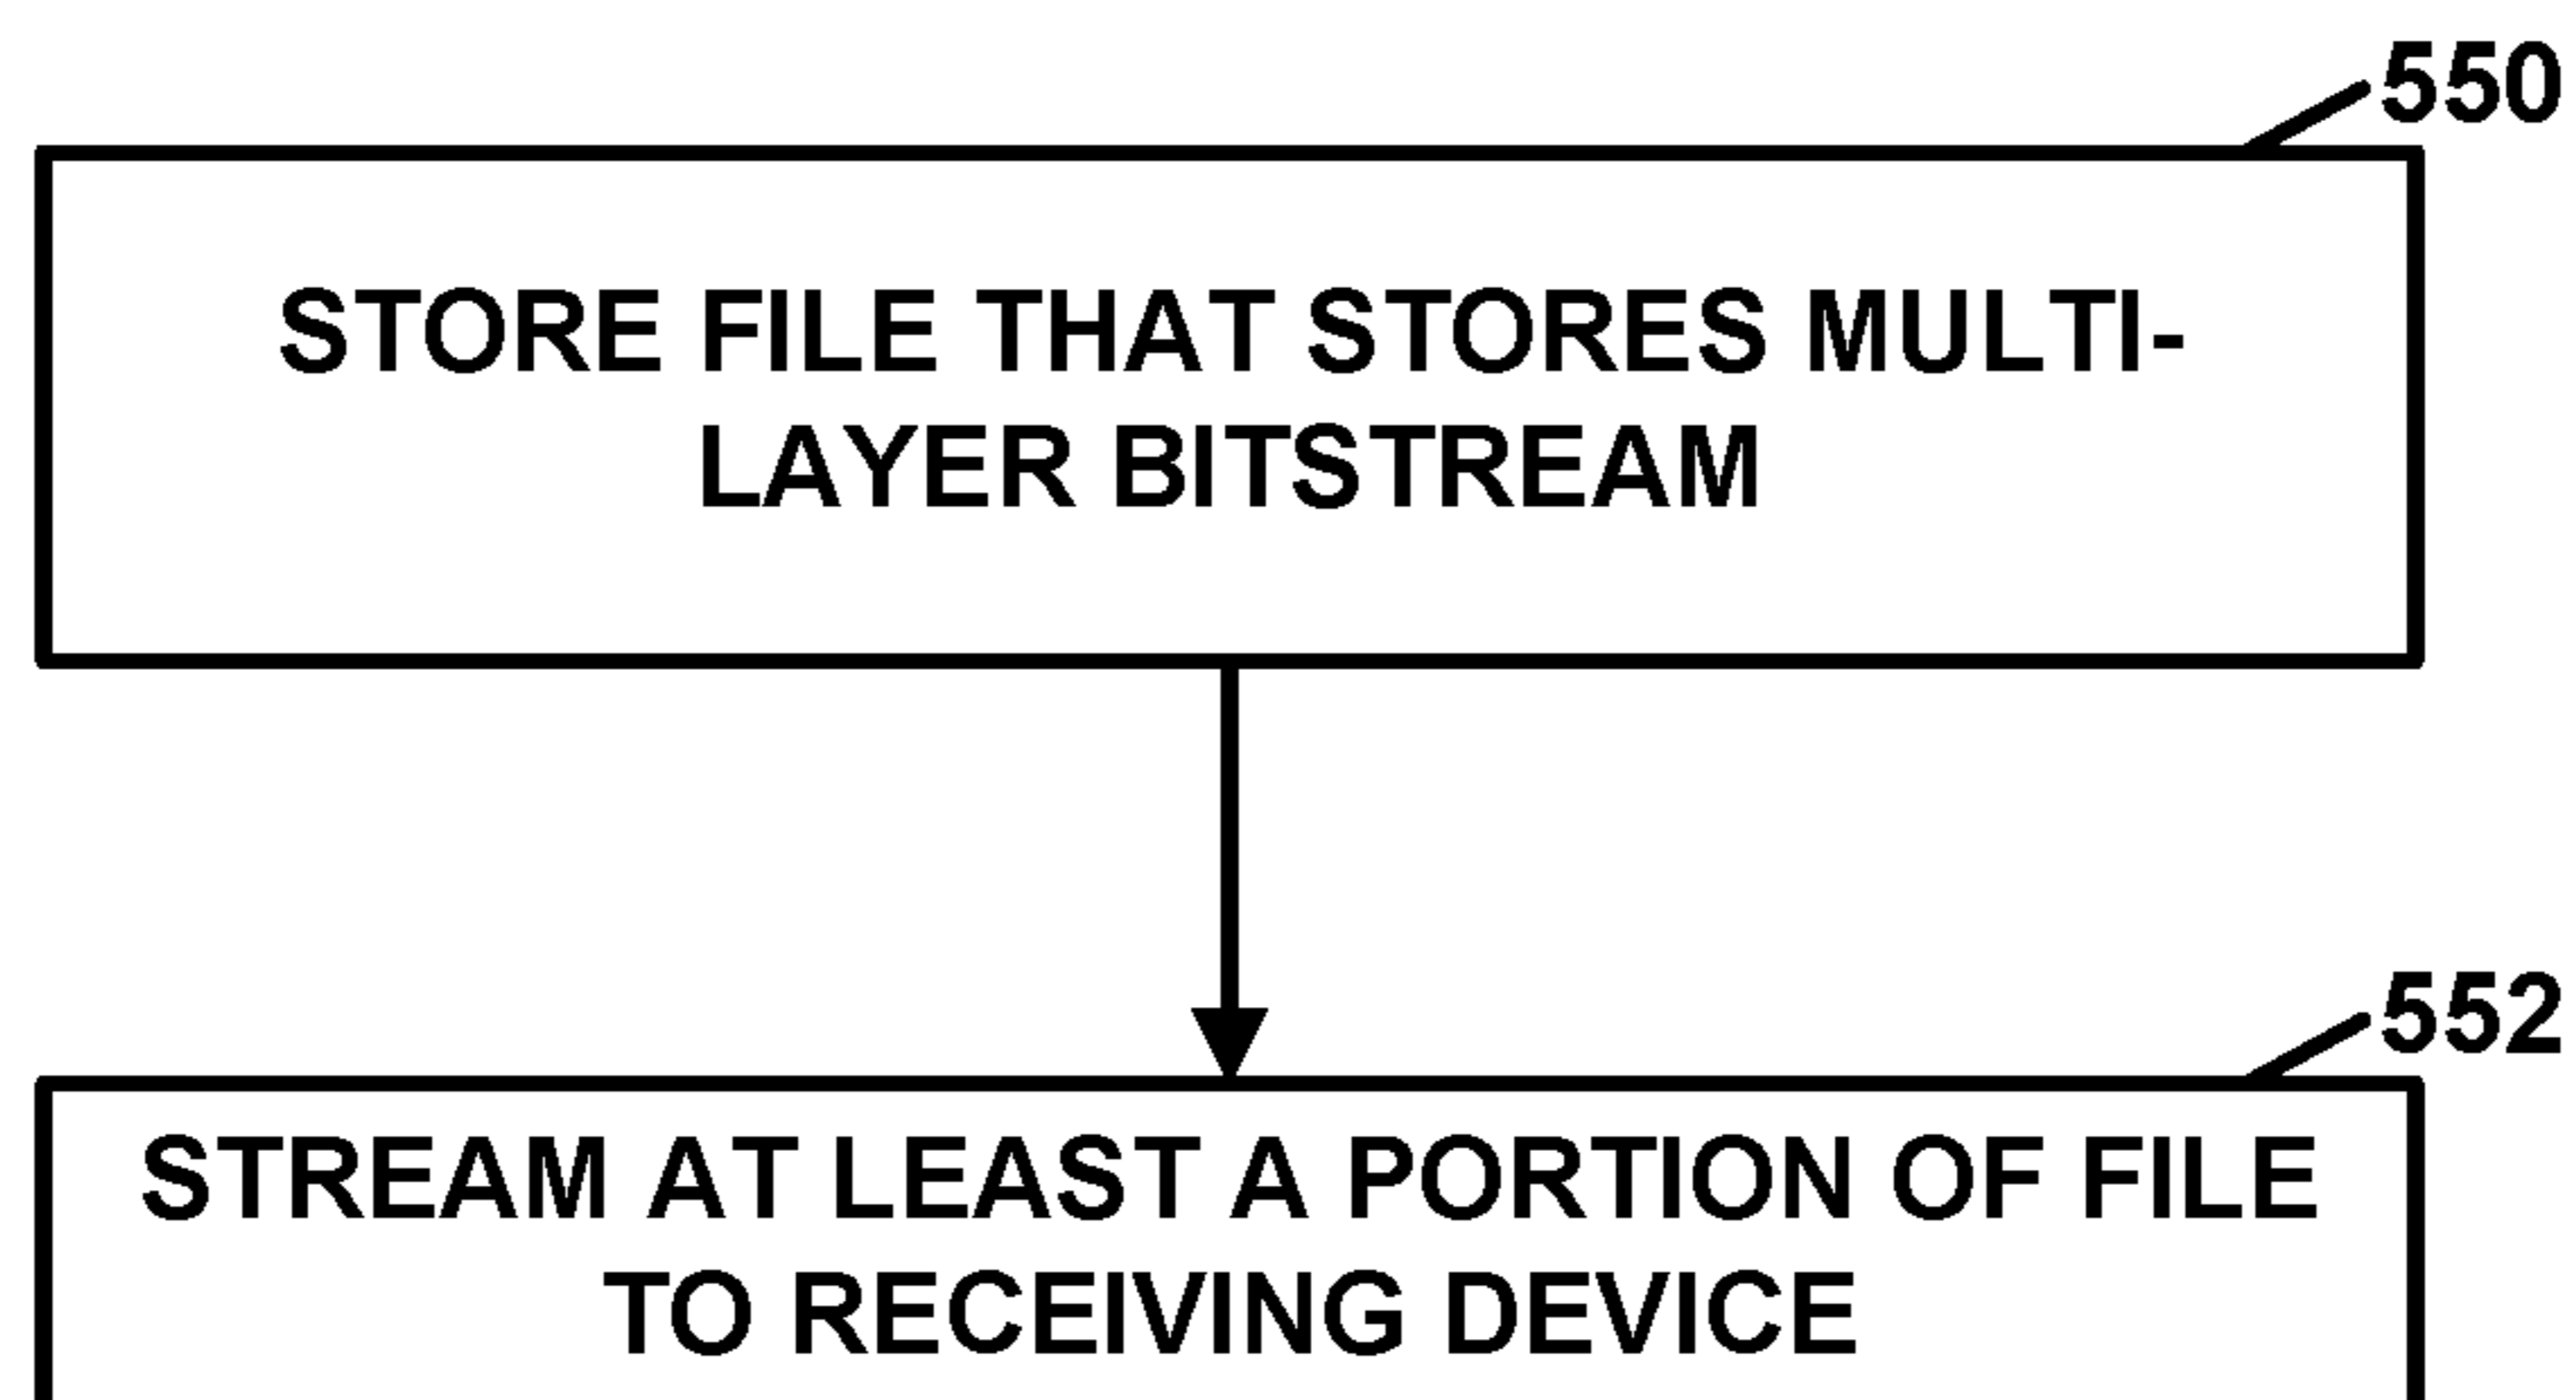 550
STORE FILE THAT STORES MULTI-
LAYER BITSTREAM
552
STREAM AT LEAST A PORTION OF FILE
TO RECEIVING DEVICE